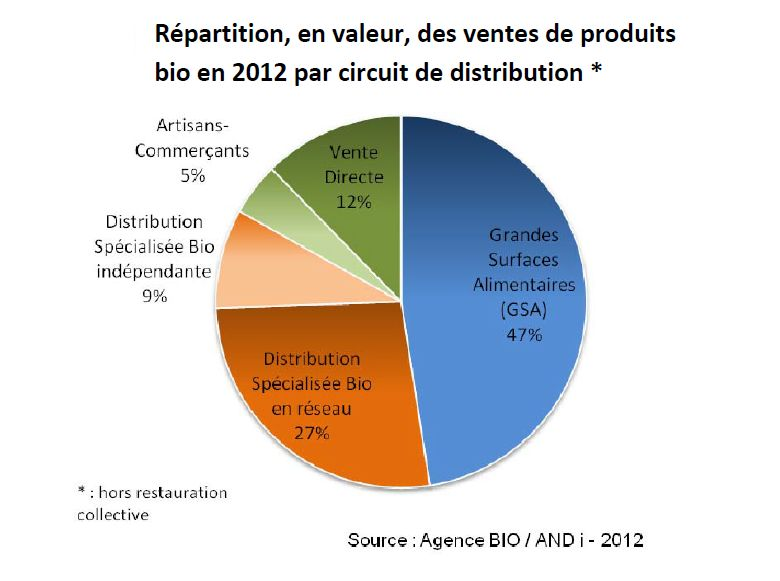 Répartition, en valeur, des ventes de produits
bio en 2012 par circuit de distribution *
Artisans-
Commerçants
5%
Vente
Directe
12%
Distribution
Spécialisée Bio
indépendante
9%
Grandes
Surfaces
Alimentaires
(GSA)
47%
Distribution
Spécialisée Bio
en réseau
27%
* : hors restauration
collective
Source : Agence BIO / AND i - 2012